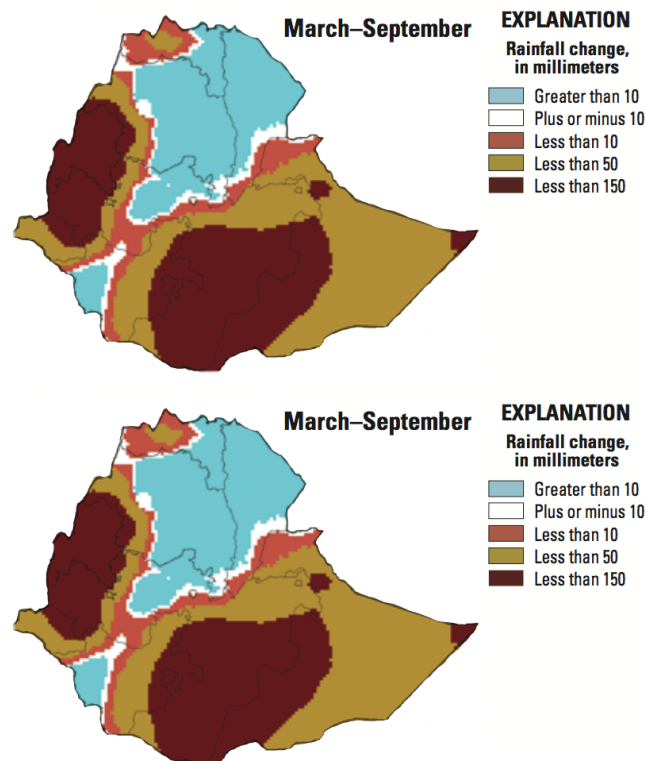 March–September
EXPLANATION
Rainfall change,
in millimeters
Greater than 10
Plus or minus 10
Less than 10
Less than 50
Less than 150
March–September
EXPLANATION
Rainfall change,
in millimeters
Greater than 10
Plus or minus 10
Less than 10
Less than 50
Less than 150